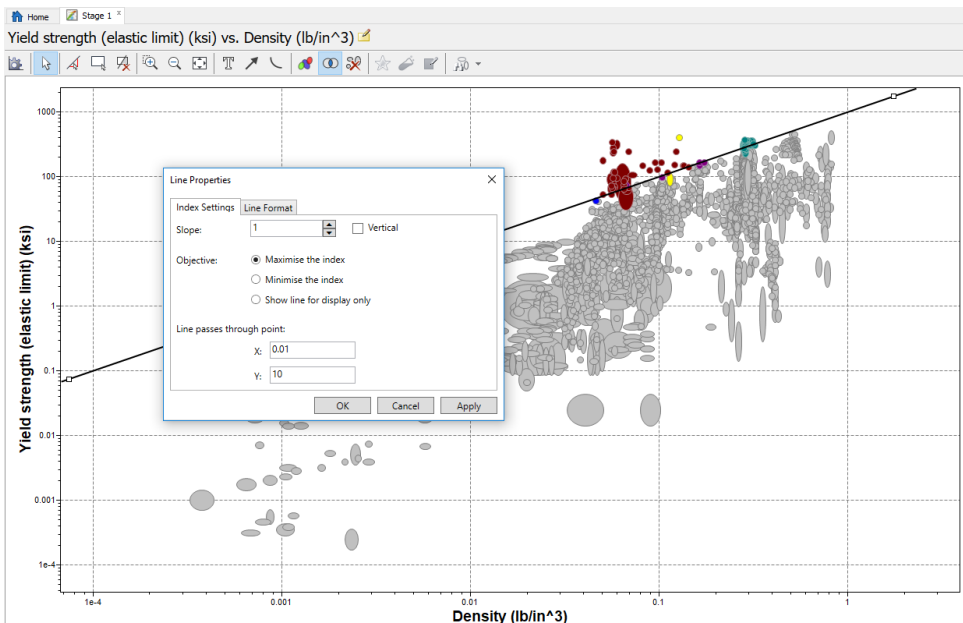 Home Stage 1 x
Yield strength (elastic limit) (ksi) vs. Density (lb/in^3)
T
1000
100
10
1
0.1
0.01
0.001
1e-4
Yield strength (elastic limit) (ksi)
Line Properties
Index Settings Line Format
Slope: 1 Vertical
Objective: Maximise the index
Minimise the index
Show line for display only
Line passes through point:
X: 0.01
Y: 10
OK Cancel Apply
1e-4 0.001 0.01 0.1 1
Density (lb/in^3)